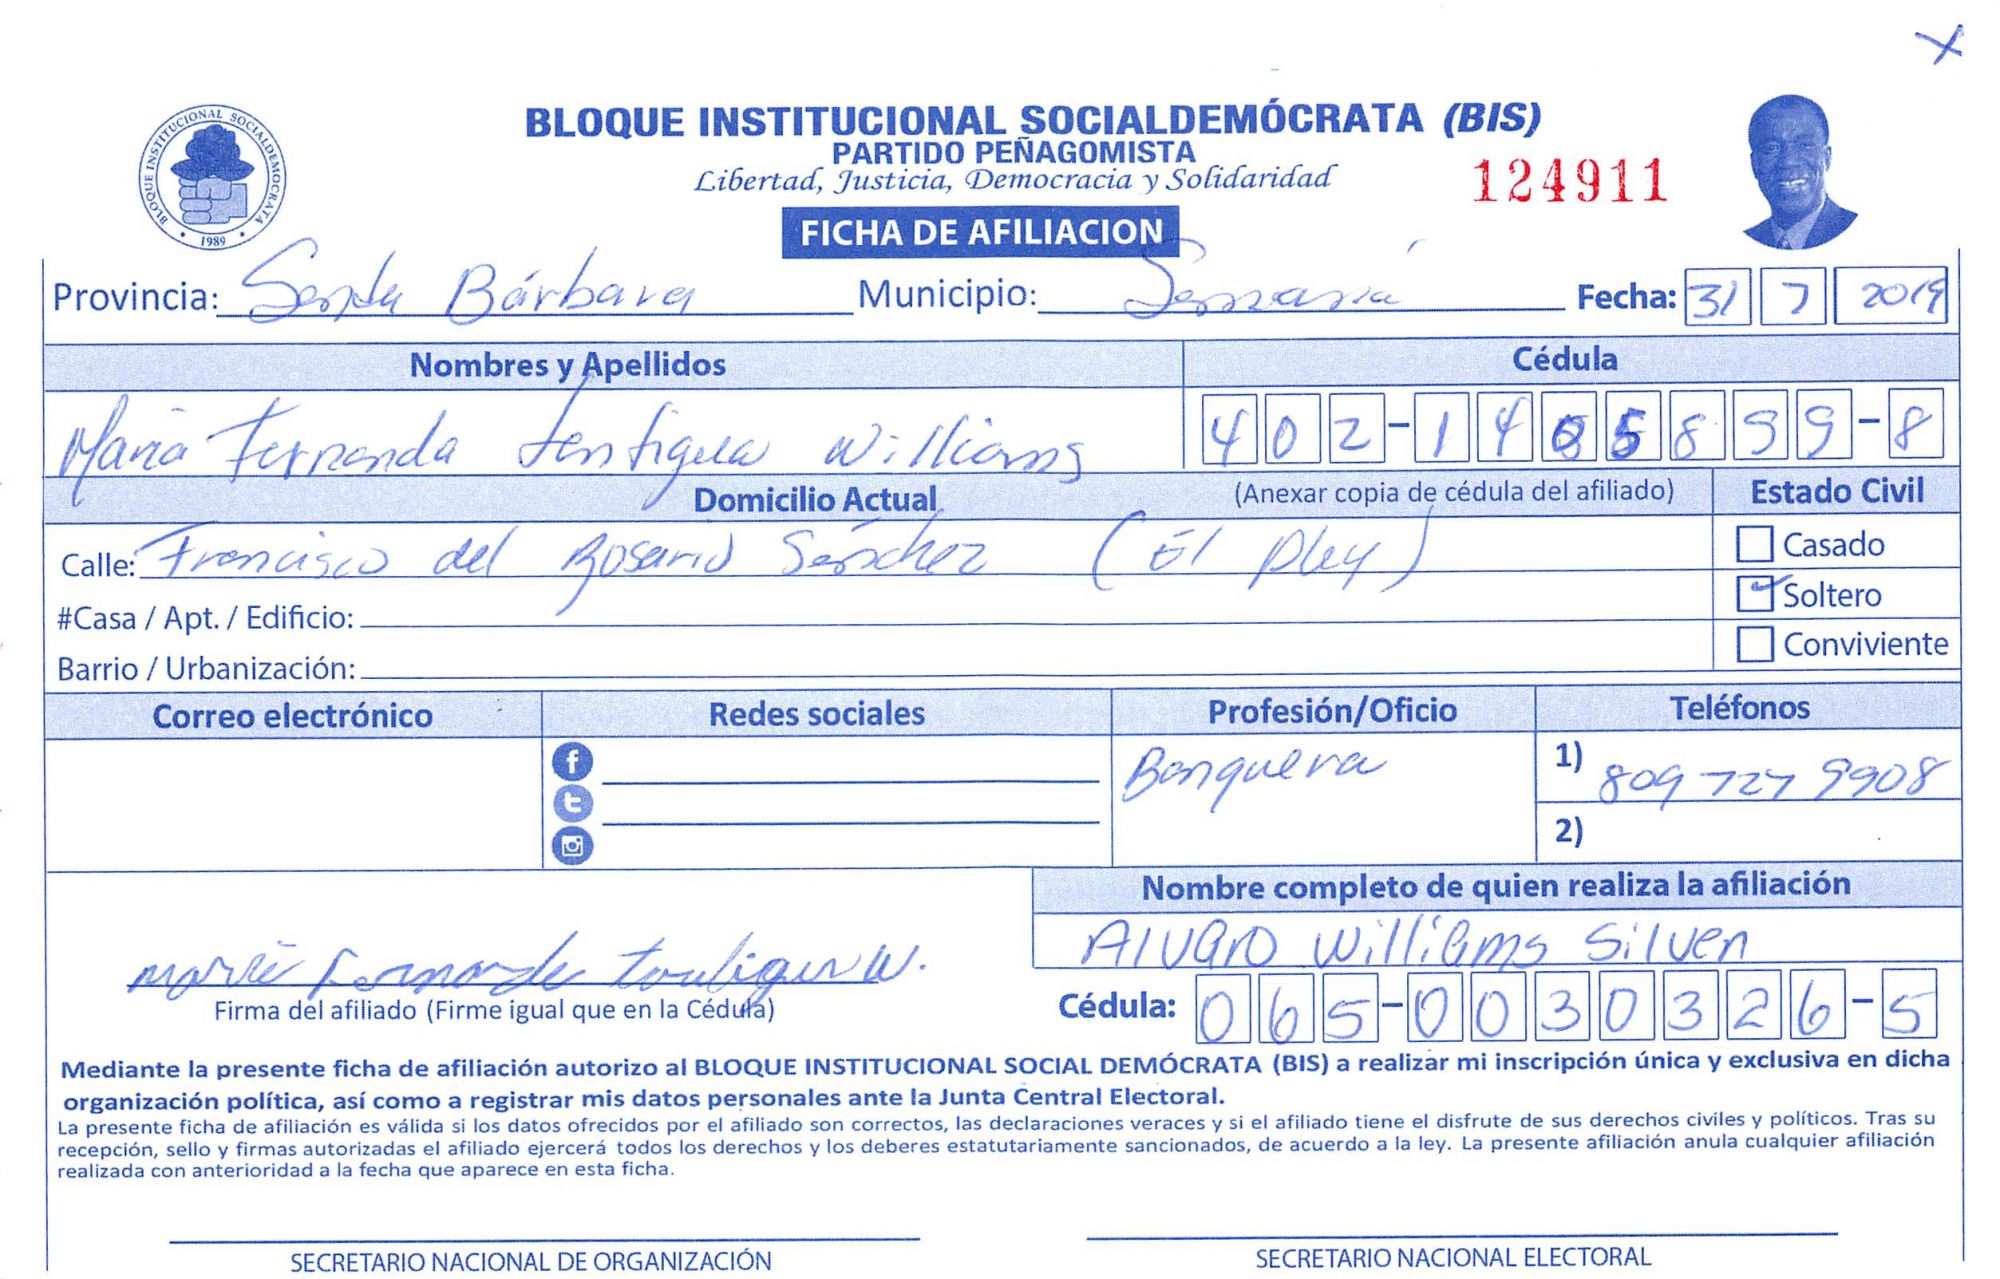 BLOQUE INSTITUCIONAL SOCIALDEMÓCRATA (BIS)
PARTIDO PEÑAGOMISTA
Libertad, Justicia, Democracia y Solidaridad
124911
BLOQUE INSTITUCIONAL SOCIALDEMOCRATA
1989
FICHA DE AFILIACION
Provincia: Santa Bárbara Municipio: Samaná Fecha: 31 7 2019
Nombres y Apellidos Cédula
María Fernanda Williams 402-1405899-8
Domicilio Actual (Anexar copia de cédula del afiliado) Estado Civil
Calle: Francisco del Rosario Sánchez (El Pley) Casado
#Casa / Apt. / Edificio: Soltero
Barrio / Urbanización: Conviviente
Correo electrónico Redes sociales Profesión/Oficio Teléfonos
Banquera 1) 809 727 9908
2)
Nombre completo de quien realiza la afiliación
Alvaro Williams Silven
María Fernanda W.
Firma del afiliado (Firme igual que en la Cédula) Cédula: 065-0030326-5
Mediante la presente ficha de afiliación autorizo al BLOQUE INSTITUCIONAL SOCIAL DEMÓCRATA (BIS) a realizar mi inscripción única y exclusiva en dicha
organización política, así como a registrar mis datos personales ante la Junta Central Electoral.
La presente ficha de afiliación es válida si los datos ofrecidos por el afiliado son correctos, las declaraciones veraces y si el afiliado tiene el disfrute de sus derechos civiles y políticos. Tras su
recepción, sello y firmas autorizadas el afiliado ejercerá todos los derechos y los deberes estatutariamente sancionados, de acuerdo a la ley. La presente afiliación anula cualquier afiliación
realizada con anterioridad a la fecha que aparece en esta ficha.
SECRETARIO NACIONAL DE ORGANIZACIÓN SECRETARIO NACIONAL ELECTORAL